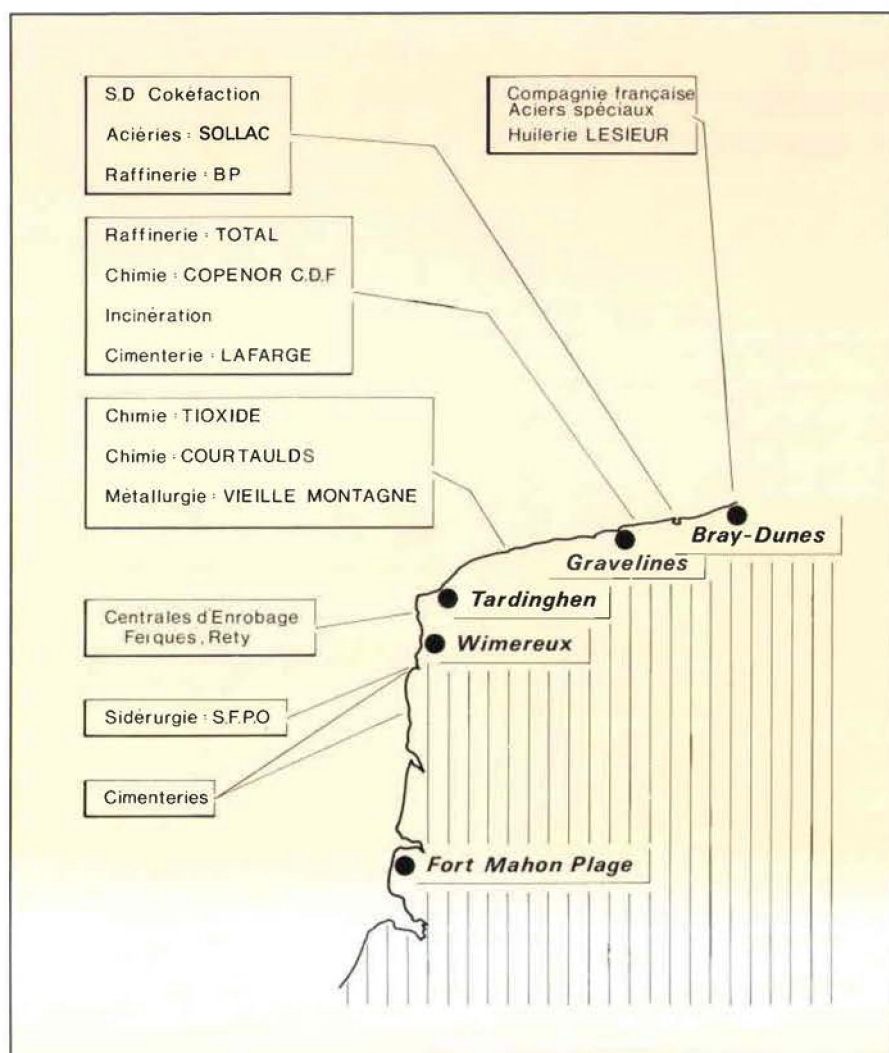 S.D Cokéfaction
Aciéries : SOLLAC
Raffinerie : BP
Compagnie française
Aciers spéciaux
Huilerie LESIEUR
Raffinerie : TOTAL
Chimie : COPENOR C.D.F
Incinération
Cimenterie : LAFARGE
Chimie : TIOXIDE
Chimie : COURTAULDS
Métallurgie : VIEILLE MONTAGNE
Bray-Dunes
Gravelines
Tardinghen
Centrales d'Enrobage
Ferques, Rety
Wimereux
Sidérurgie : S.F.P.O
Cimenteries
Fort Mahon Plage